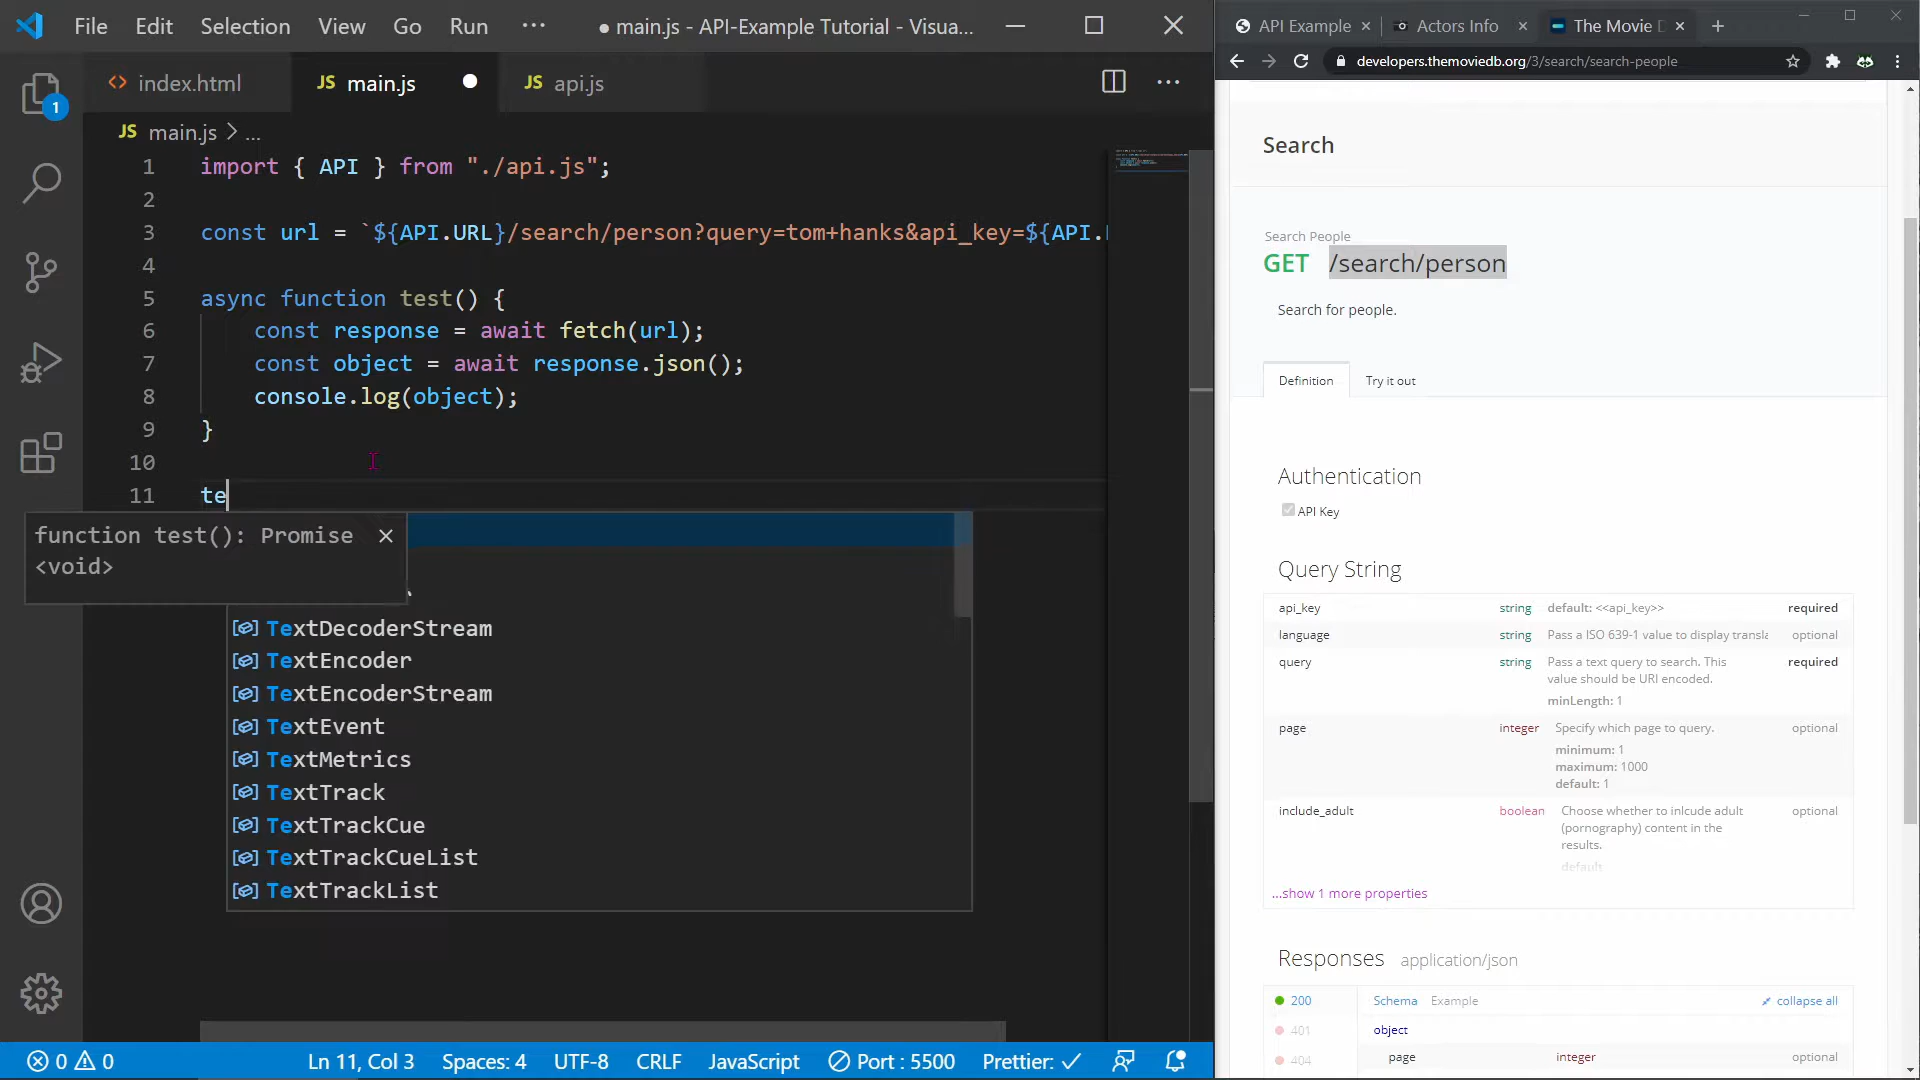 File Edit Selection View Go Run ···
● main.js - API-Example Tutorial - Visua...
1
index.html
JS main.js
JS api.js
JS main.js > ...
1 import { API } from "./api.js";
2
3 const url = `${API.URL}/search/person?query=tom+hanks&api_key=${API.
4
5 async function test() {
6 const response = await fetch(url);
7 const object = await response.json();
8 console.log(object);
9 }
10
11 te
function test(): Promise
<void>
TextDecoderStream
TextEncoder
TextEncoderStream
TextEvent
TextMetrics
TextTrack
TextTrackCue
TextTrackCueList
TextTrackList
0 0 Ln 11, Col 3 Spaces: 4 UTF-8 CRLF JavaScript Port : 5500 Prettier: ✓
API Example
Actors Info
The Movie D
developers.themoviedb.org/3/search/search-people
Search
Search People
GET /search/person
Search for people.
Definition Try it out
Authentication
API Key
Query String
api_key string default: <<api_key>> required
language string Pass a ISO 639-1 value to display transla optional
query string Pass a text query to search. This required
value should be URI encoded.
minLength: 1
page integer Specify which page to query. optional
minimum: 1
maximum: 1000
default: 1
include_adult boolean Choose whether to inlcude adult optional
(pornography) content in the
results.
default
...show 1 more properties
Responses application/json
200 Schema Example collapse all
401 object
404 page integer optional